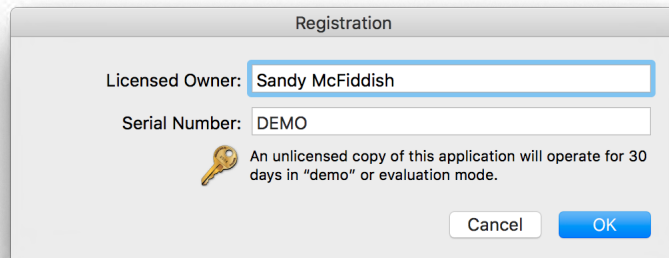 Registration
Licensed Owner: Sandy McFiddish
Serial Number: DEMO
An unlicensed copy of this application will operate for 30
days in “demo” or evaluation mode.
Cancel OK